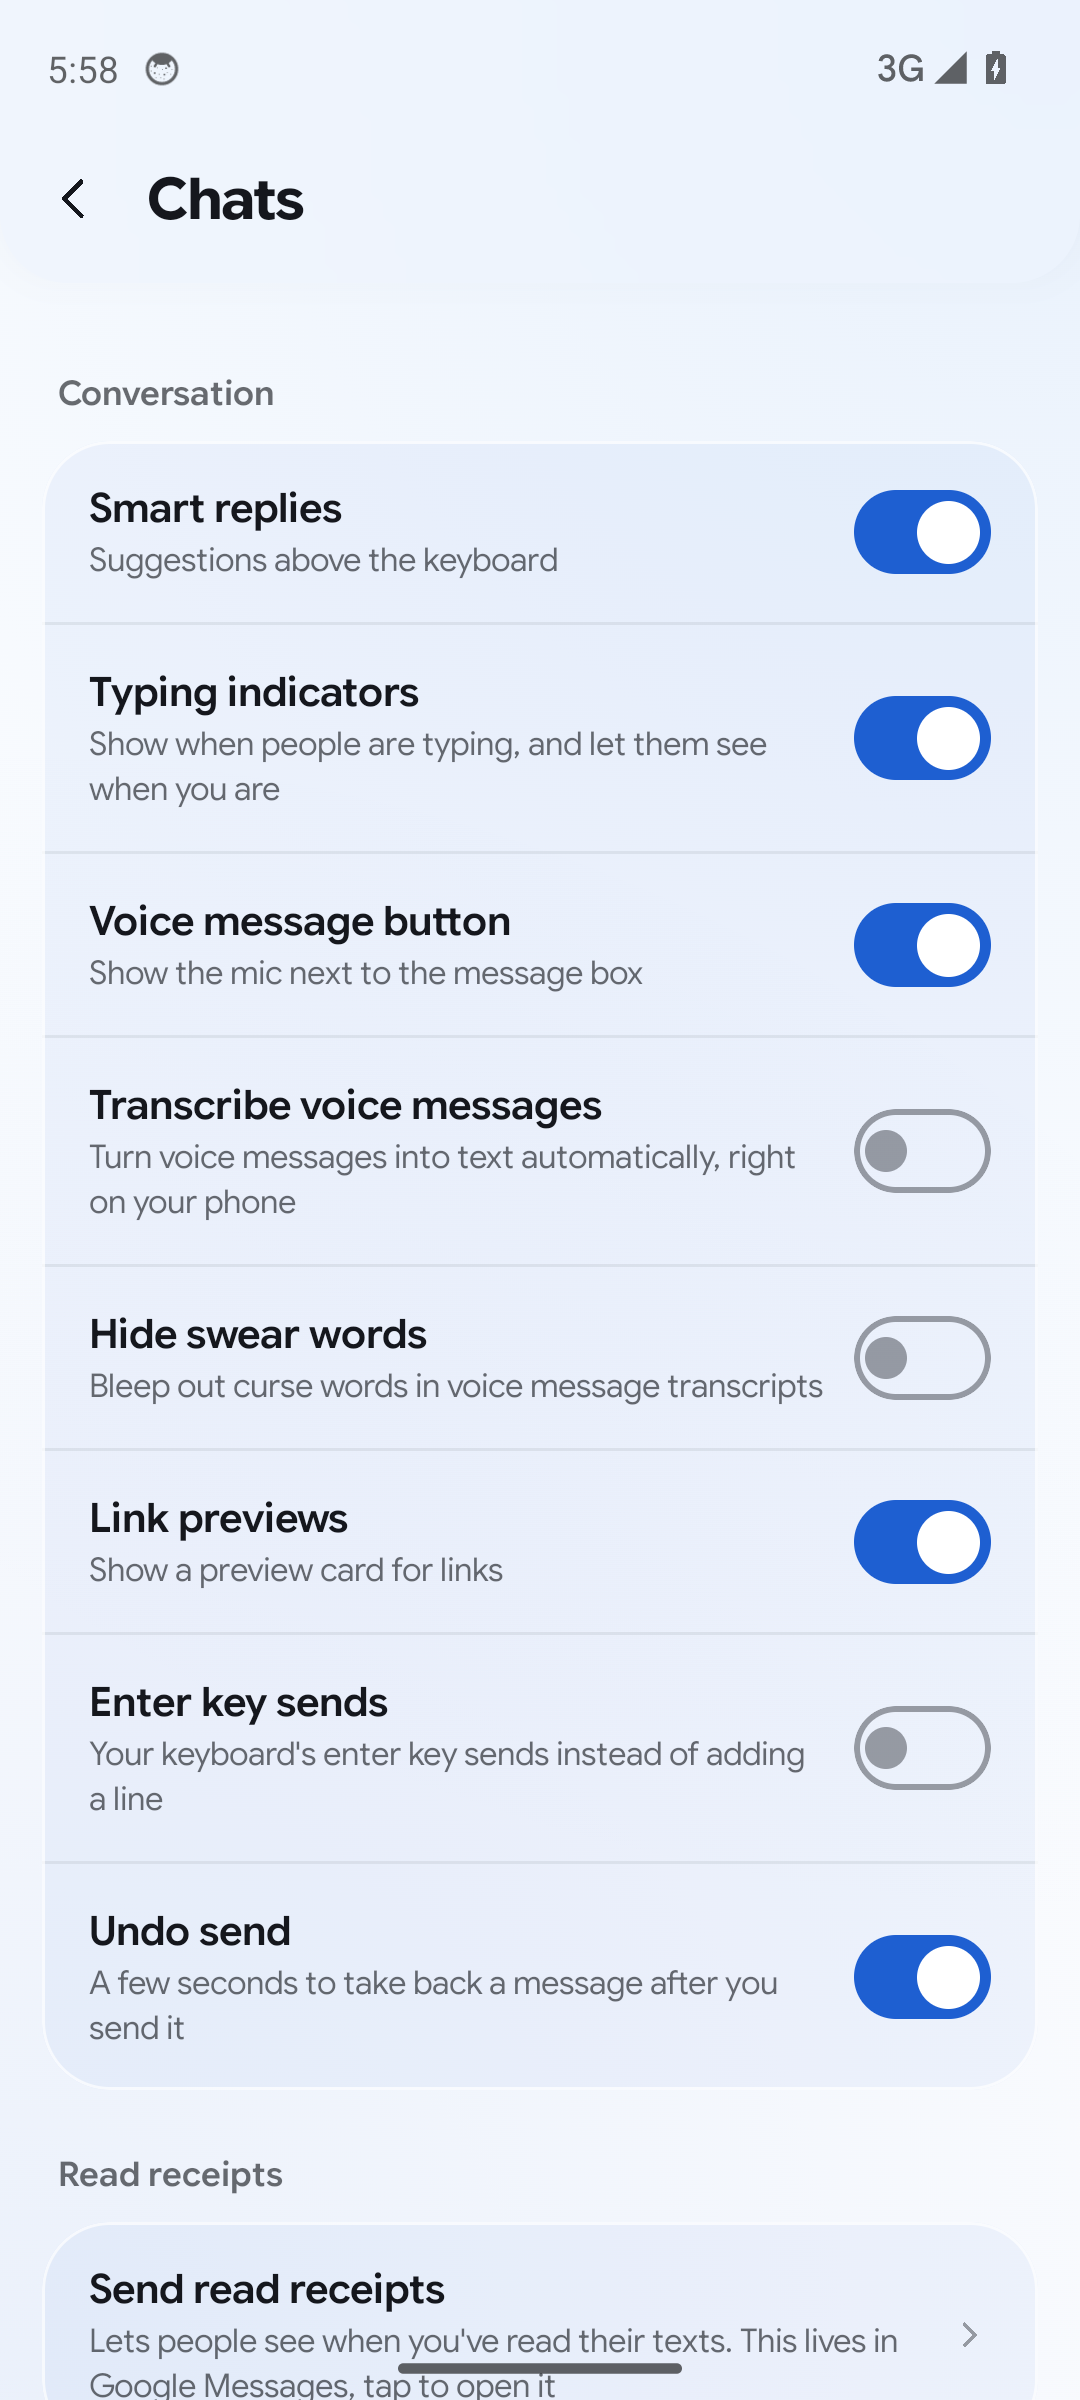 5:58
3G
Chats
Conversation
Smart replies
Suggestions above the keyboard
Typing indicators
Show when people are typing, and let them see
when you are
Voice message button
Show the mic next to the message box
Transcribe voice messages
Turn voice messages into text automatically, right
on your phone
Hide swear words
Bleep out curse words in voice message transcripts
Link previews
Show a preview card for links
Enter key sends
Your keyboard's enter key sends instead of adding
a line
Undo send
A few seconds to take back a message after you
send it
Read receipts
Send read receipts
Lets people see when you've read their texts. This lives in
Google Messages, tap to open it